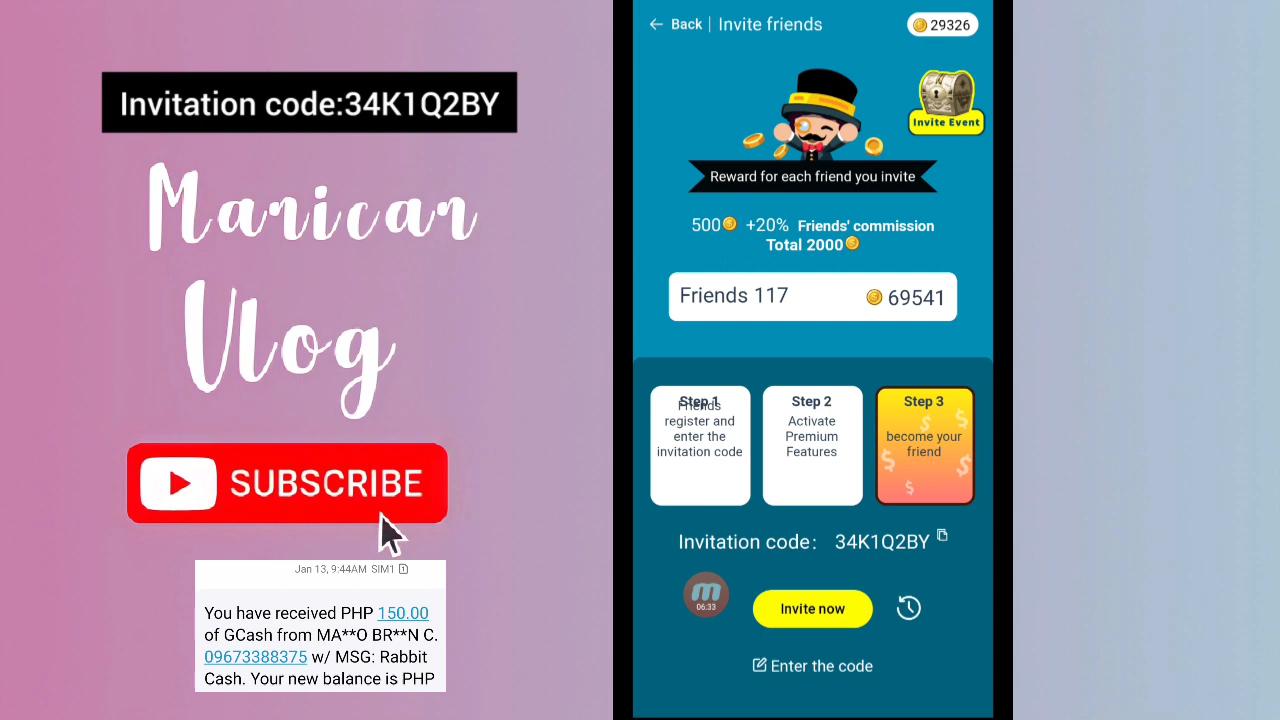 Invitation code:34K1Q2BY
Manican
Vlog
SUBSCRIBE
Jan 13, 9:44AM SIM1 1
You have received PHP 150.00
of GCash from MA**O BR**N C.
09673388375 w/ MSG: Rabbit
Cash. Your new balance is PHP
Back | Invite friends
29326
Invite Event
Reward for each friend you invite
500 +20% Friends' commission
Total 2000
Friends 117
69541
Step 1
Friends
register and
enter the
invitation code
Step 2
Activate
Premium
Features
Step 3
become your
friend
Invitation code: 34K1Q2BY
06:33
Invite now
Enter the code